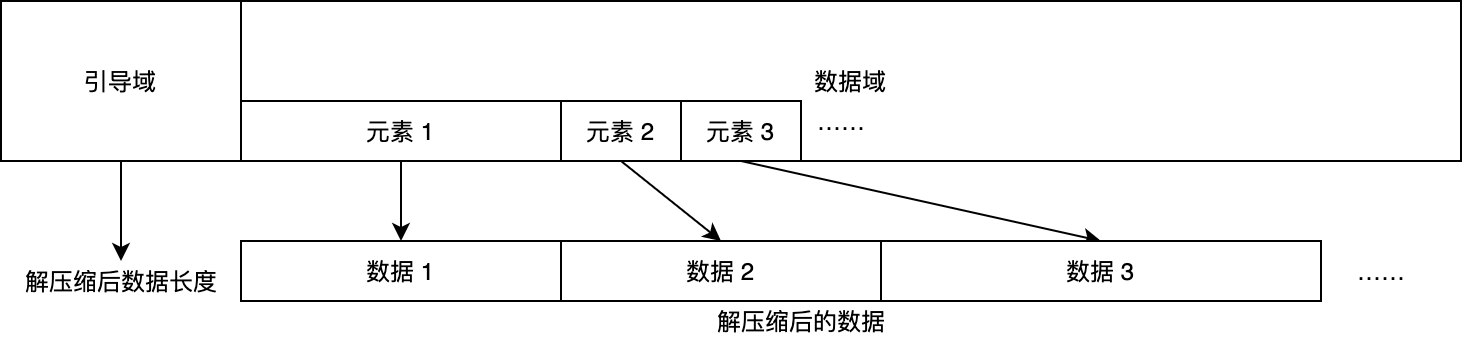 引导域
数据域
元素 1
元素 2
元素 3
……
解压缩后数据长度
数据 1
数据 2
数据 3
……
解压缩后的数据